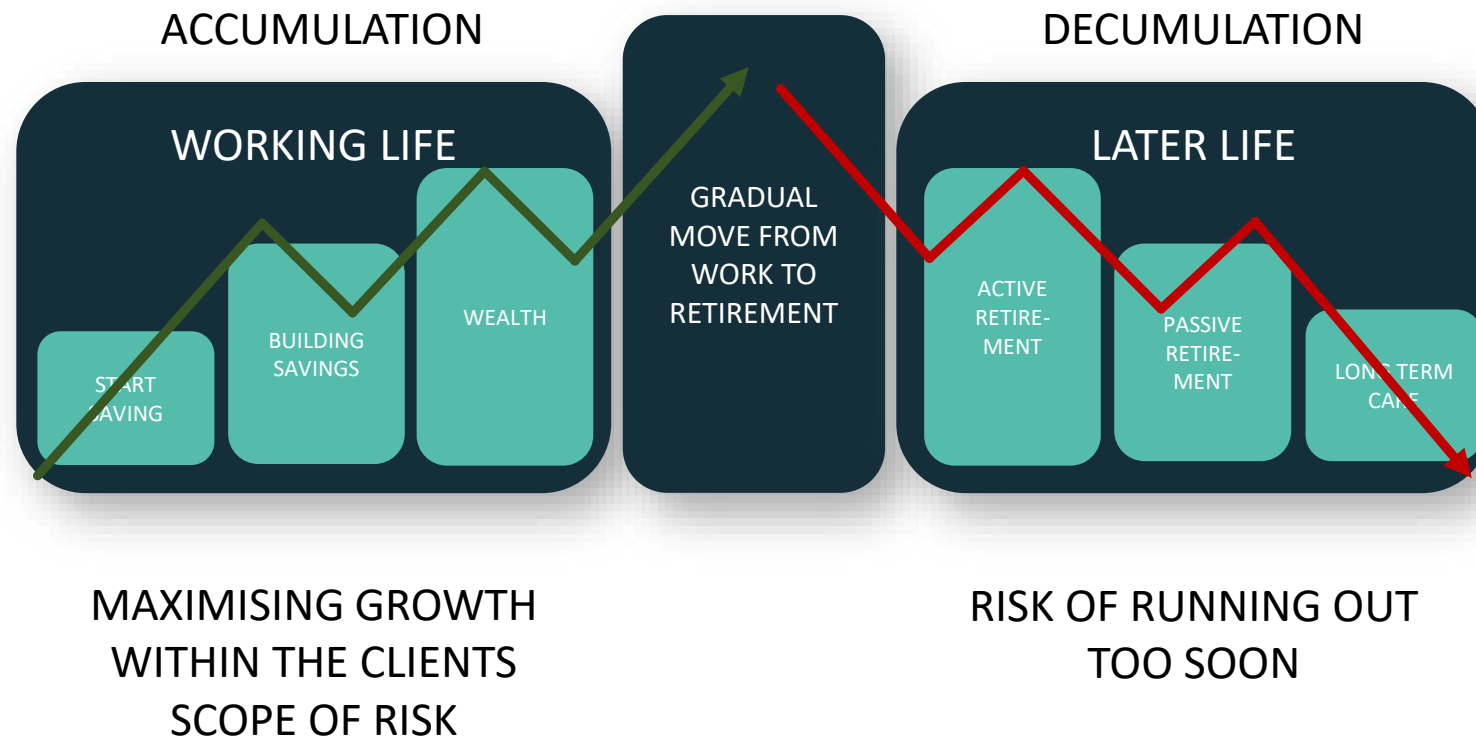 ACCUMULATION
WORKING LIFE
START
SAVING
BUILDING
SAVINGS
WEALTH
GRADUAL
MOVE FROM
WORK TO
RETIREMENT
DECUMULATION
LATER LIFE
ACTIVE
RETIRE-
MENT
PASSIVE
RETIRE-
MENT
LONG TERM
CARE
MAXIMISING GROWTH
WITHIN THE CLIENTS
SCOPE OF RISK
RISK OF RUNNING OUT
TOO SOON